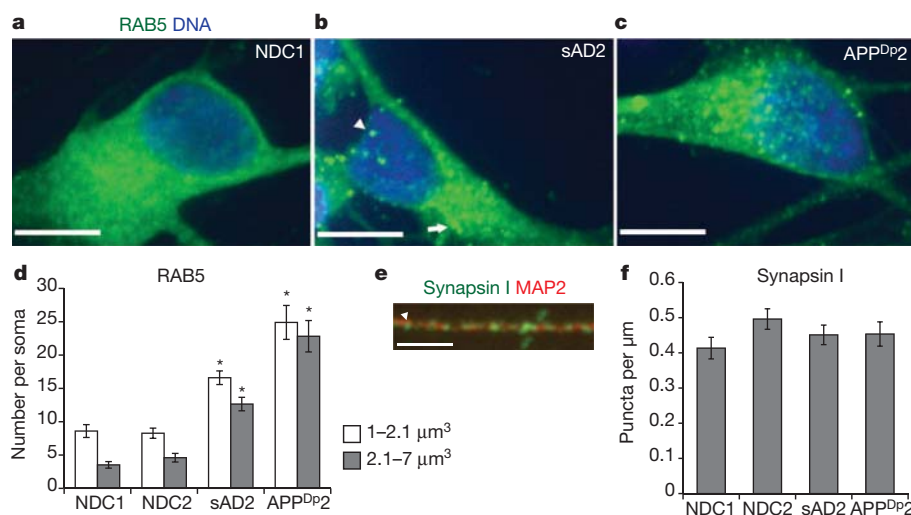 a RAB5 DNA
NDC1
b
sAD2
c
APPDp2
d RAB5
Number per soma
30
25
20
15
10
5
0
* * * *
NDC1 NDC2 sAD2 APPDp2
1–2.1 μm3
2.1–7 μm3
e Synapsin I MAP2
f Synapsin I
Puncta per μm
0.6
0.5
0.4
0.3
0.2
0.1
0
NDC1 NDC2 sAD2 APPDp2